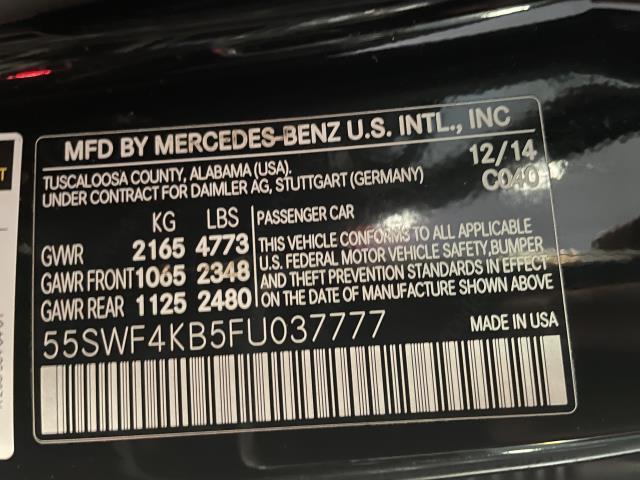 MFD BY MERCEDES-BENZ U.S. INTL., INC
TUSCALOOSA COUNTY, ALABAMA (USA). 12/14
UNDER CONTRACT FOR DAIMLER AG, STUTTGART (GERMANY) C040
KG LBS PASSENGER CAR
GVWR 2165 4773
GAWR FRONT 1065 2348
GAWR REAR 1125 2480
THIS VEHICLE CONFORMS TO ALL APPLICABLE
U.S. FEDERAL MOTOR VEHICLE SAFETY,BUMPER
AND THEFT PREVENTION STANDARDS IN EFFECT
ON THE DATE OF MANUFACTURE SHOWN ABOVE
55SWF4KB5FU037777 MADE IN USA